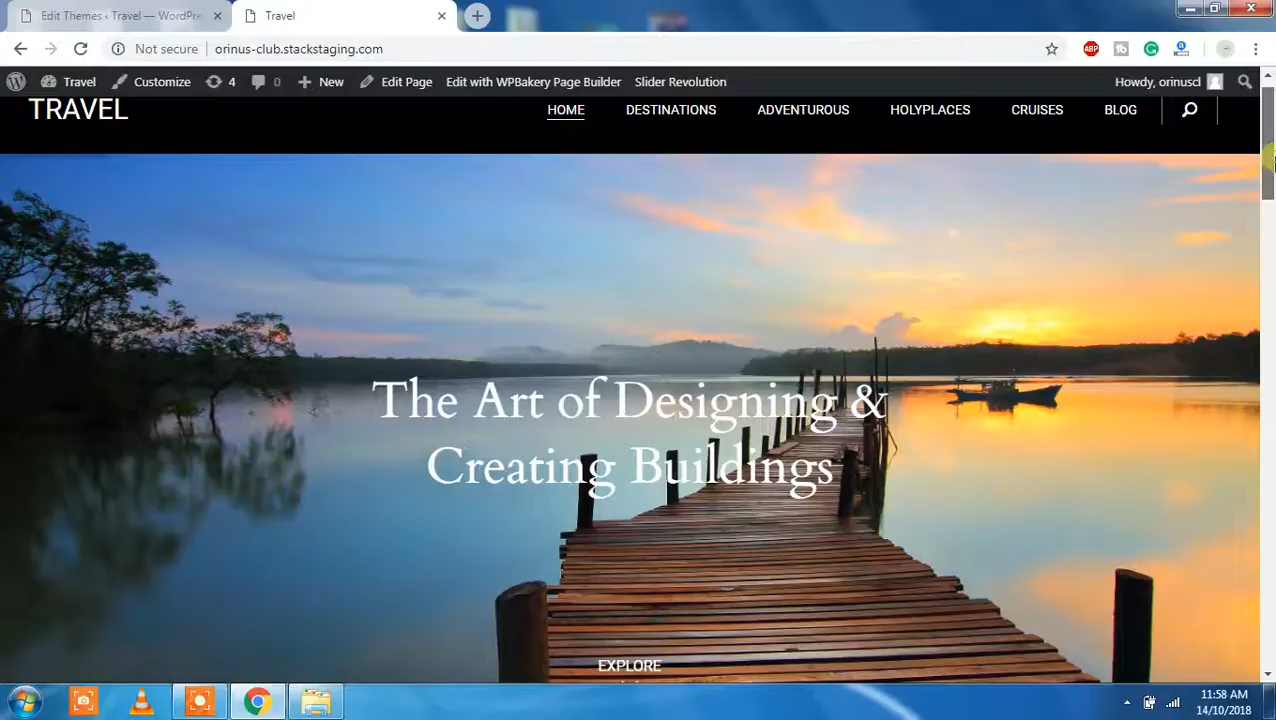 Edit Themes ‹ Travel — WordPre
Travel
Not secure
orinus-club.stackstaging.com
ABP
Travel
Customize
4
0
New
Edit Page
Edit with WPBakery Page Builder
Slider Revolution
Howdy, orinuscl
TRAVEL
HOME
DESTINATIONS
ADVENTUROUS
HOLYPLACES
CRUISES
BLOG
The Art of Designing &
Creating Buildings
EXPLORE
11:58 AM
14/10/2018